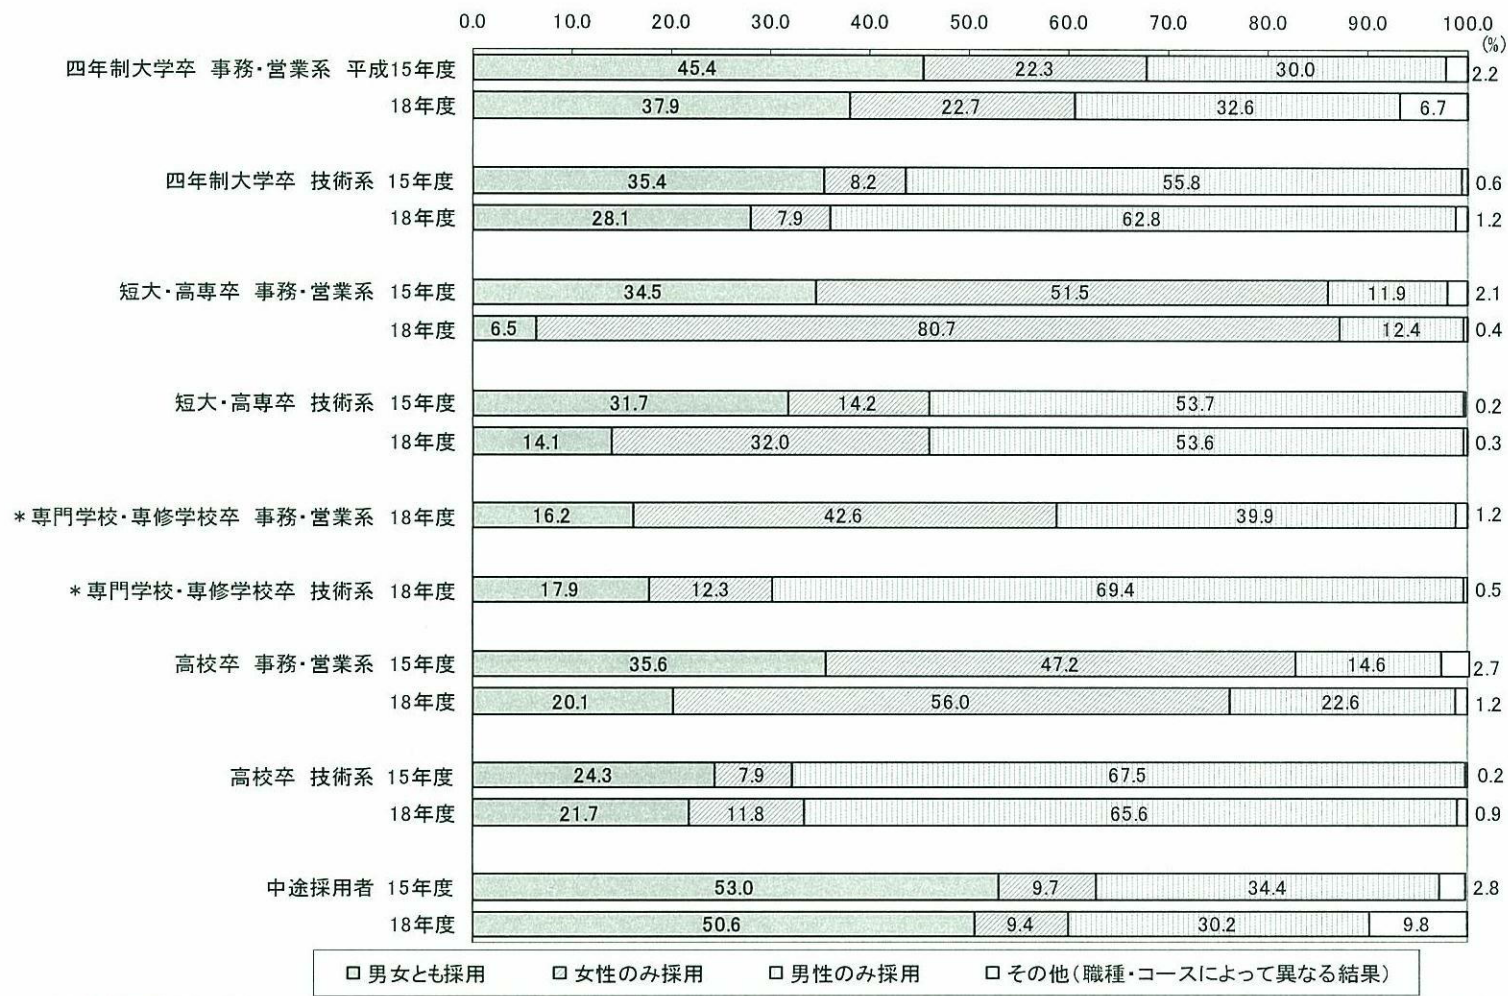 0.0 10.0 20.0 30.0 40.0 50.0 60.0 70.0 80.0 90.0 100.0
(%)
四年制大学卒 事務・営業系 平成15年度 45.4 22.3 30.0 2.2
18年度 37.9 22.7 32.6 6.7
四年制大学卒 技術系 15年度 35.4 8.2 55.8 0.6
18年度 28.1 7.9 62.8 1.2
短大・高専卒 事務・営業系 15年度 34.5 51.5 11.9 2.1
18年度 6.5 80.7 12.4 0.4
短大・高専卒 技術系 15年度 31.7 14.2 53.7 0.2
18年度 14.1 32.0 53.6 0.3
*専門学校・専修学校卒 事務・営業系 18年度 16.2 42.6 39.9 1.2
*専門学校・専修学校卒 技術系 18年度 17.9 12.3 69.4 0.5
高校卒 事務・営業系 15年度 35.6 47.2 14.6 2.7
18年度 20.1 56.0 22.6 1.2
高校卒 技術系 15年度 24.3 7.9 67.5 0.2
18年度 21.7 11.8 65.6 0.9
中途採用者 15年度 53.0 9.7 34.4 2.8
18年度 50.6 9.4 30.2 9.8
男女とも採用 女性のみ採用 男性のみ採用 その他(職種・コースによって異なる結果)